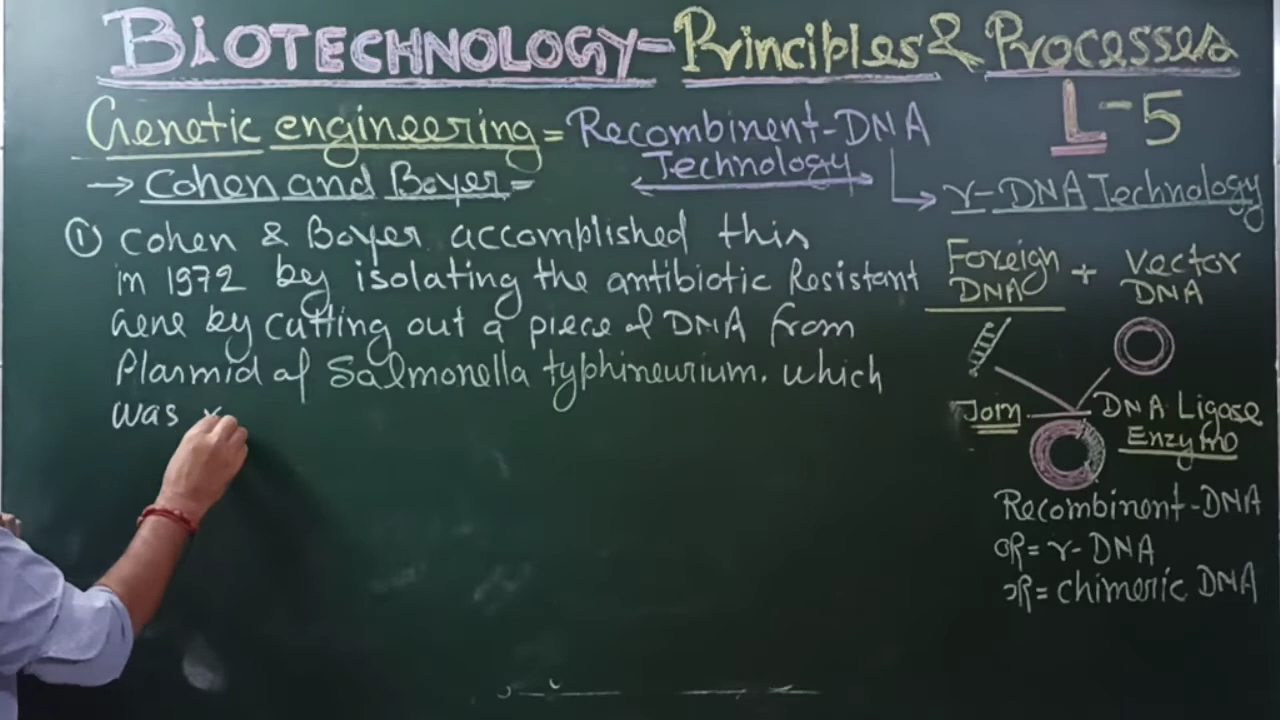 BIOTECHNOLOGY-Principles & Processes
L-5
Genetic engineering = Recombinent-DNA
Technology
→ Cohen and Boyer=
r-DNA Technology
① Cohen & Boyer accomplished this
in 1972 by isolating the antibiotic Resistant
Gene by cutting out a piece of DNA from
Plasmid of Salmonella typhineurium. which
was
Foreign DNA + Vector DNA
Join
DNA Ligase
Enzyme
Recombinent-DNA
OR= r-DNA
OR= chimeric DNA